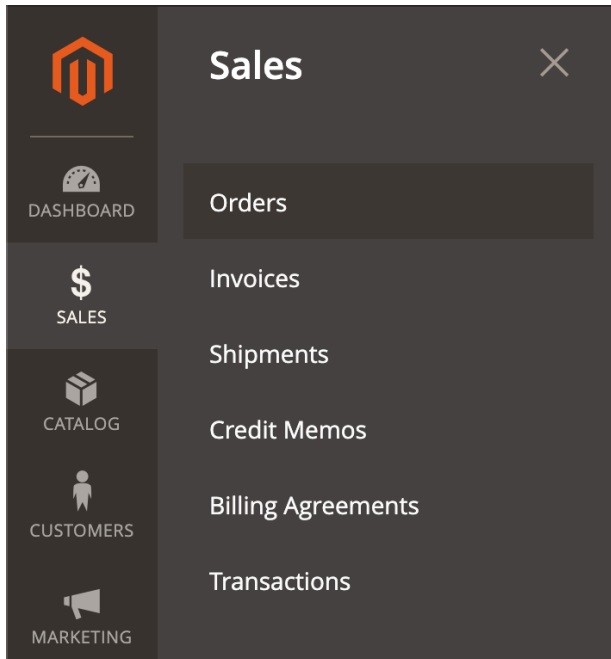 Sales
DASHBOARD
$
SALES
CATALOG
CUSTOMERS
MARKETING
Orders
Invoices
Shipments
Credit Memos
Billing Agreements
Transactions